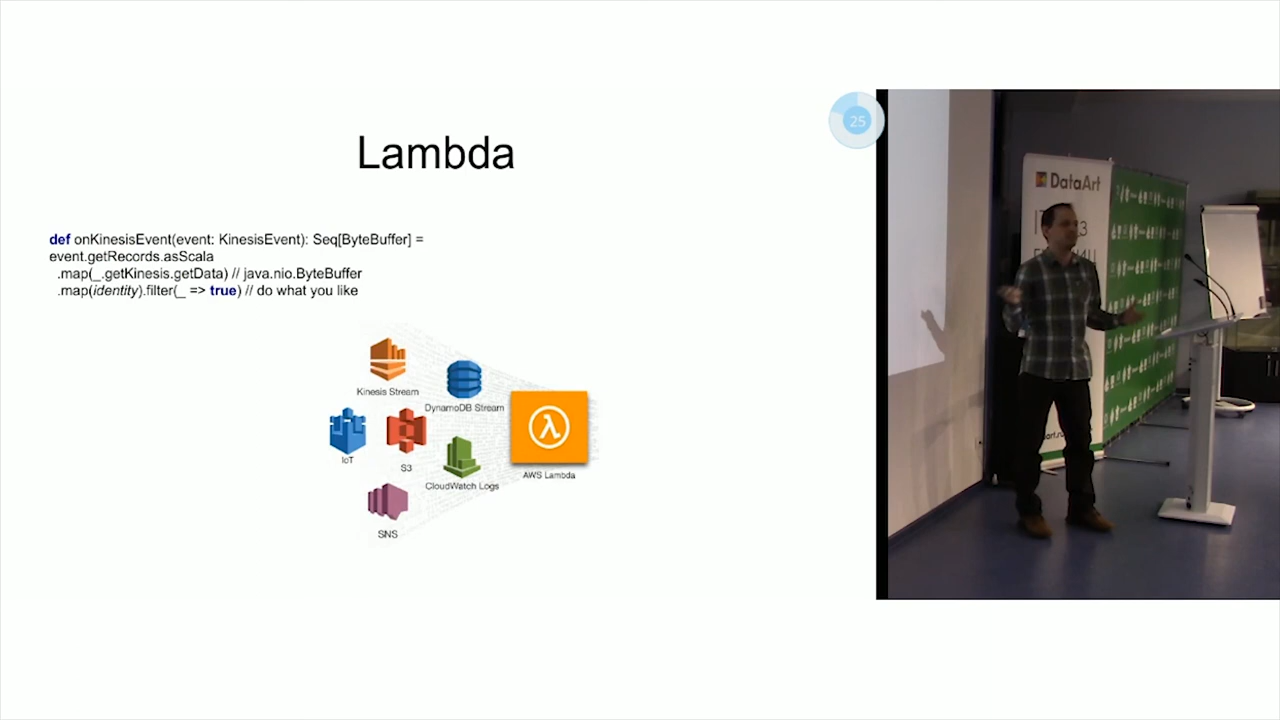 Lambda
def onKinesisEvent(event: KinesisEvent): Seq[ByteBuffer] =
event.getRecords.asScala
.map(_.getKinesis.getData) // java.nio.ByteBuffer
.map(identity).filter(_ => true) // do what you like
Kinesis Stream
DynamoDB Stream
IoT
S3
CloudWatch Logs
AWS Lambda
SNS
25
DataArt